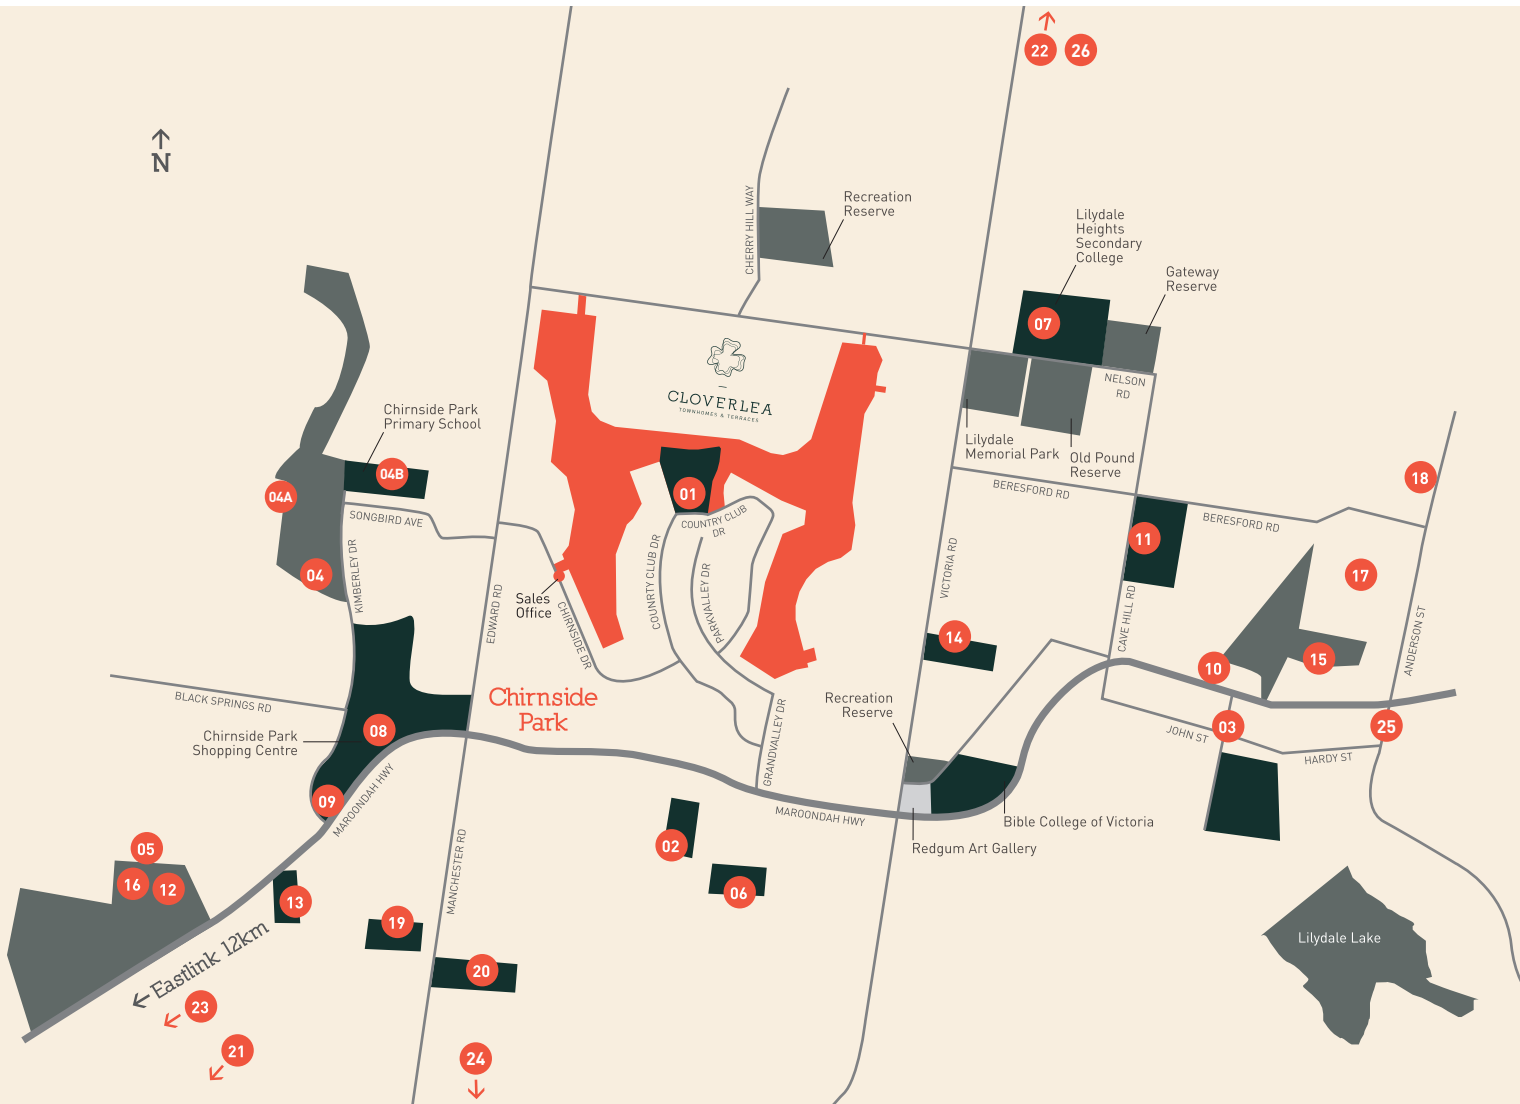 22
26
N
CHERRY HILL WAY
Recreation
Reserve
Lilydale
Heights
Secondary
College
Gateway
Reserve
07
CLOVERLEA
TOWNHOMES & TERRACES
NELSON
RD
Chirnside Park
Primary School
Lilydale
Memorial Park
Old Pound
Reserve
04B
04A
01
BERESFORD RD
BERESFORD RD
18
SONGBIRD AVE
COUNTRY CLUB
DR
11
04
KIMBERLEY DR
EDWARD RD
Sales
Office
CHIRNSIDE DR
COUNRTY CLUB DR
PARKVALLEY DR
VICTORIA RD
CAVE HILL RD
17
ANDERSON ST
14
10
15
BLACK SPRINGS RD
Chirnside
Park
Recreation
Reserve
GRANDVALLEY DR
03
JOHN ST
25
HARDY ST
08
Chirnside Park
Shopping Centre
09
MAROONDAH HWY
MAROONDAH HWY
Bible College of Victoria
Redgum Art Gallery
05
16
12
02
06
13
19
MANCHESTER RD
20
Lilydale Lake
Eastlink 12km
23
21
24